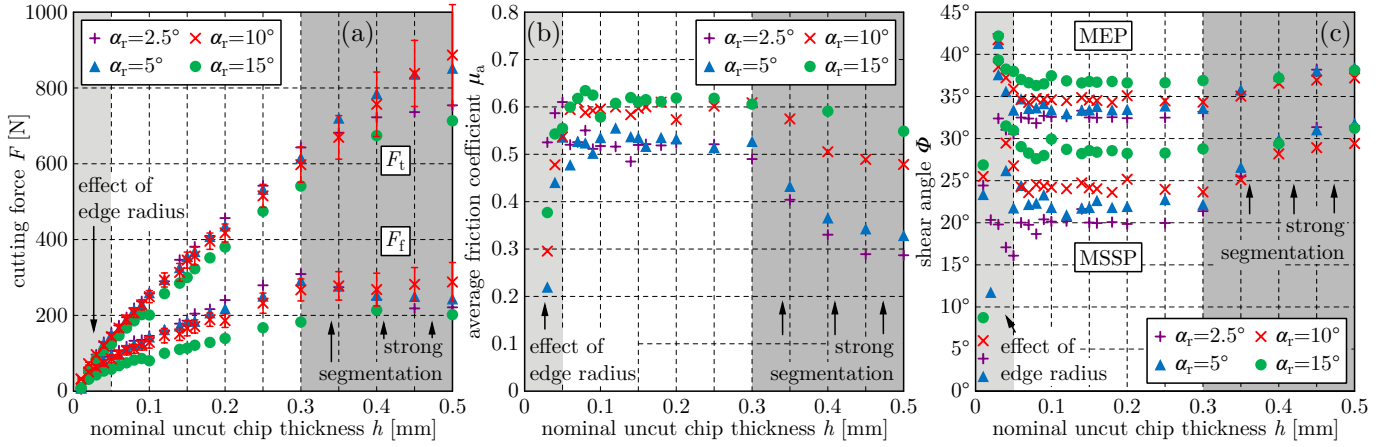 (a)
αr=2.5° αr=10°
αr=5° αr=15°
Ft
Ff
effect of
edge radius
strong
segmentation
1000
800
600
400
200
0
cutting force F [N]
0 0.1 0.2 0.3 0.4 0.5
nominal uncut chip thickness h [mm]
(b)
αr=2.5° αr=10°
αr=5° αr=15°
effect of
edge radius
strong
segmentation
0.8
0.7
0.6
0.5
0.4
0.3
0.2
0.1
0
average friction coefficient μa
0 0.1 0.2 0.3 0.4 0.5
nominal uncut chip thickness h [mm]
MEP
(c)
MSSP
strong
segmentation
effect of
edge radius
αr=2.5° αr=10°
αr=5° αr=15°
45°
40°
35°
30°
25°
20°
15°
10°
5°
0°
shear angle Φ
0 0.1 0.2 0.3 0.4 0.5
nominal uncut chip thickness h [mm]